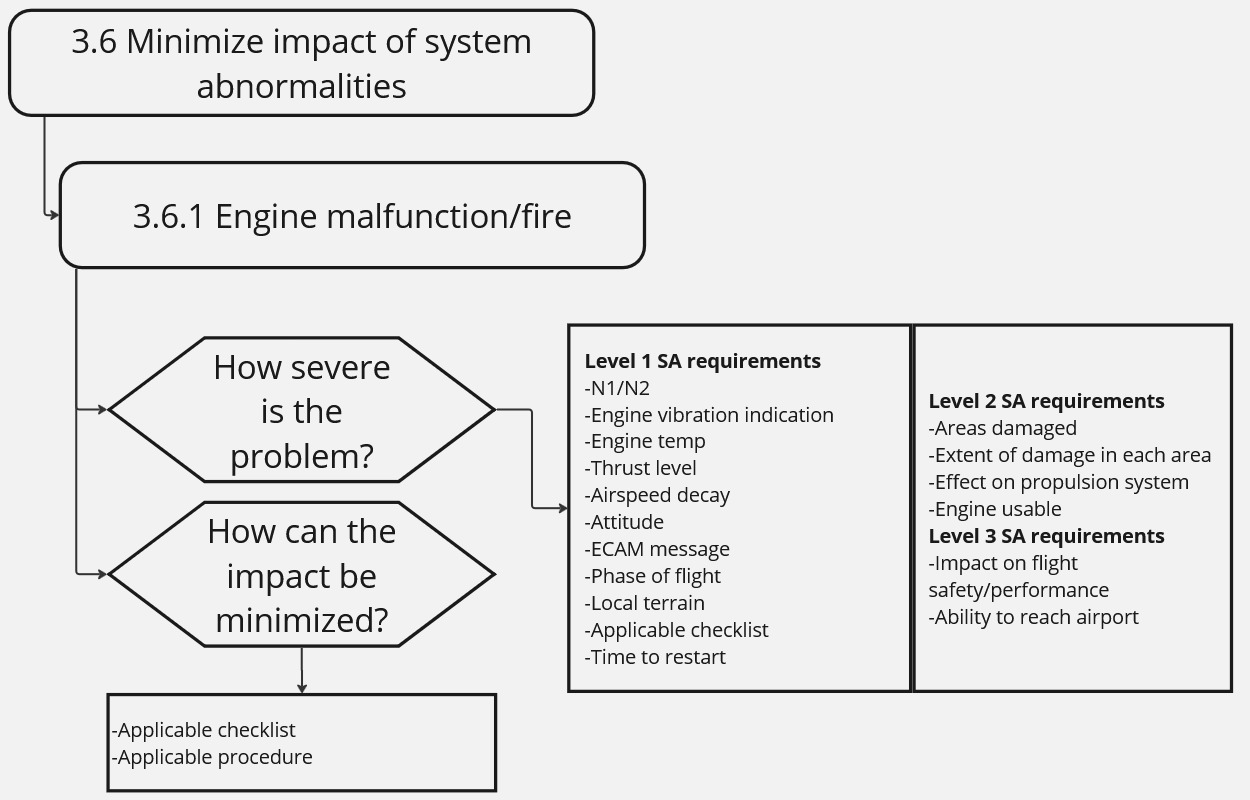 3.6 Minimize impact of system
abnormalities
3.6.1 Engine malfunction/fire
How severe
is the
problem?
Level 1 SA requirements
-N1/N2
-Engine vibration indication
-Engine temp
-Thrust level
-Airspeed decay
-Attitude
-ECAM message
-Phase of flight
-Local terrain
-Applicable checklist
-Time to restart
Level 2 SA requirements
-Areas damaged
-Extent of damage in each area
-Effect on propulsion system
-Engine usable
Level 3 SA requirements
-Impact on flight
safety/performance
-Ability to reach airport
How can the
impact be
minimized?
-Applicable checklist
-Applicable procedure